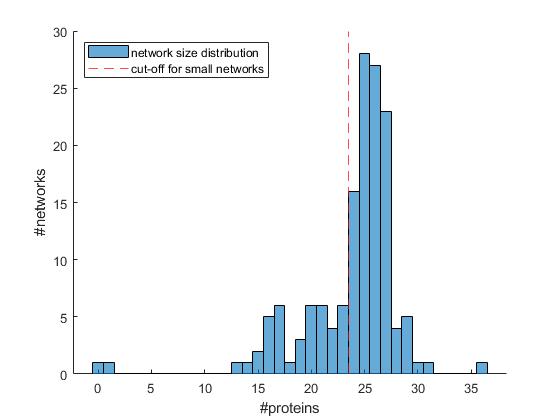 network size distribution
cut-off for small networks
30
25
20
15
10
5
0
#networks
0 5 10 15 20 25 30 35
#proteins